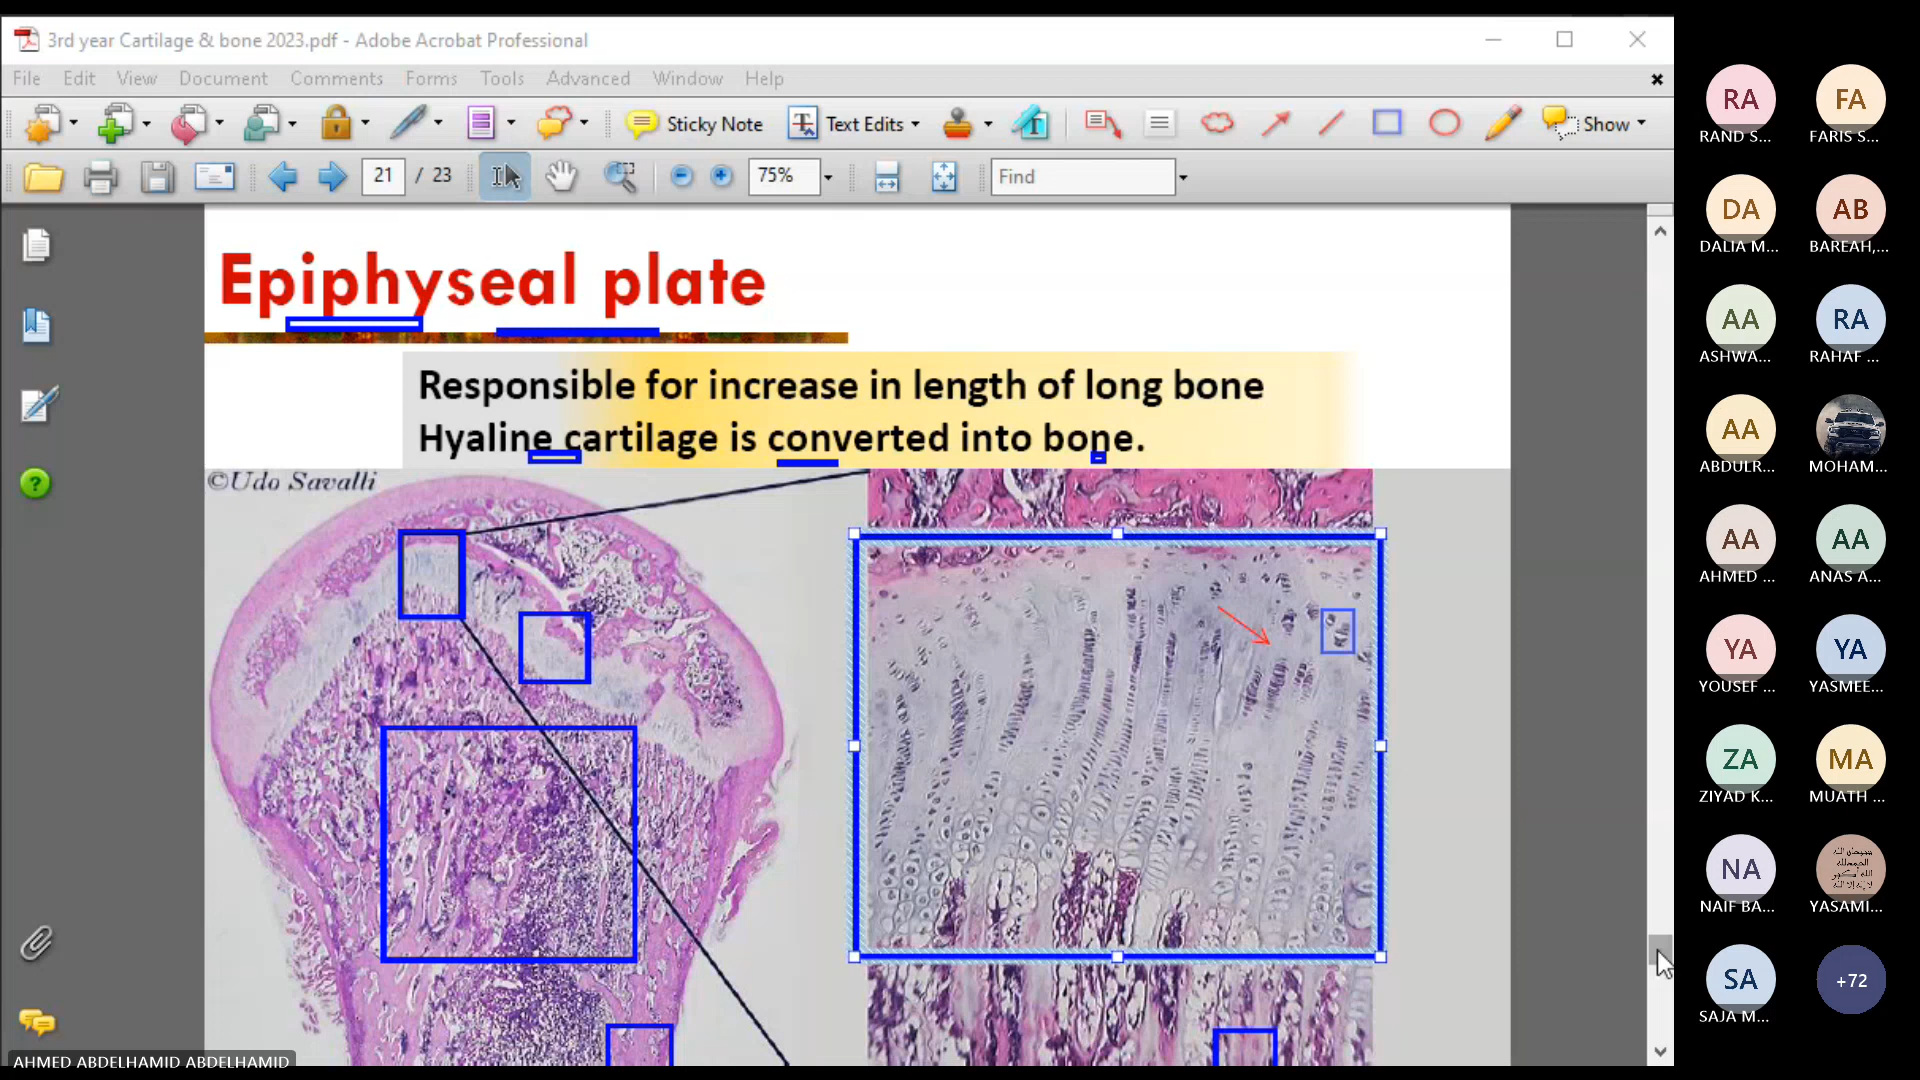 3rd year Cartilage & bone 2023.pdf - Adobe Acrobat Professional
File Edit View Document Comments Forms Tools Advanced Window Help
Sticky Note Text Edits Show
21 / 23 75% Find
Epiphyseal plate
Responsible for increase in length of long bone
Hyaline cartilage is converted into bone.
©Udo Savalli
AHMED ABDELHAMID ABDELHAMID
RA FA
RAND S... FARIS S...
DA AB
DALIA M... BAREAH,...
AA RA
ASHWA... RAHAF ...
AA
ABDULR... MOHAM...
AA AA
AHMED ... ANAS A...
YA YA
YOUSEF ... YASMEE...
ZA MA
ZIYAD K... MUATH ...
NA
NAIF BA... YASAMI...
SA +72
SAJA M...